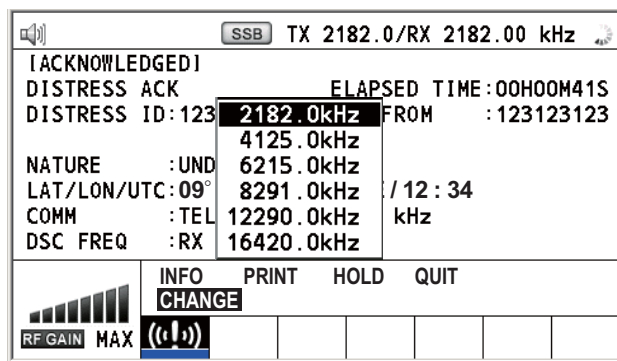 SSB TX 2182.0/RX 2182.00 kHz
[ACKNOWLEDGED]
DISTRESS ACK ELAPSED TIME:00H00M41S
DISTRESS ID:123 FROM :123123123
NATURE :UND
LAT/LON/UTC:09° E/12:34
COMM :TEL kHz
DSC FREQ :RX
2182.0kHz
4125.0kHz
6215.0kHz
8291.0kHz
12290.0kHz
16420.0kHz
INFO PRINT HOLD QUIT
CHANGE
RF GAIN MAX